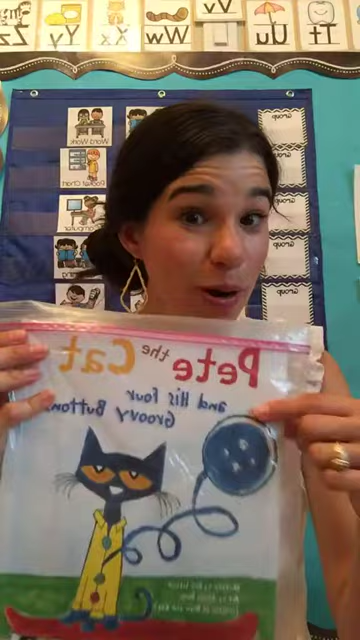 Tt Uu Vv Ww Xx Yy Zz
Group
Group
Group
Group
Group
Word Work
Pocket Chart
Computer
Pete the Cat
and His Four
Groovy Buttons